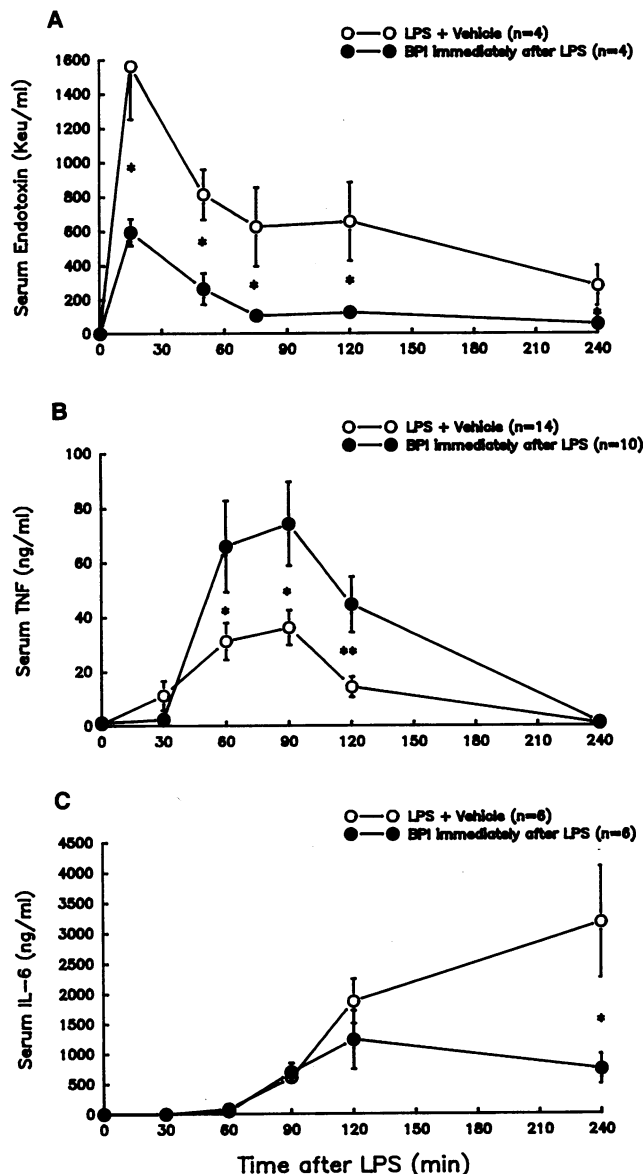 A
LPS + Vehicle (n=4)
BPI immediately after LPS (n=4)
Serum Endotoxin (Keu/ml)
1600
1400
1200
1000
800
600
400
200
0
*
*
*
*
*
0 30 60 90 120 150 180 210 240
B
LPS + Vehicle (n=14)
BPI immediately after LPS (n=10)
Serum TNF (ng/ml)
100
80
60
40
20
0
*
*
**
0 30 60 90 120 150 180 210 240
C
LPS + Vehicle (n=6)
BPI immediately after LPS (n=6)
Serum IL-6 (ng/ml)
4500
4000
3500
3000
2500
2000
1500
1000
500
0
*
0 30 60 90 120 150 180 210 240
Time after LPS (min)